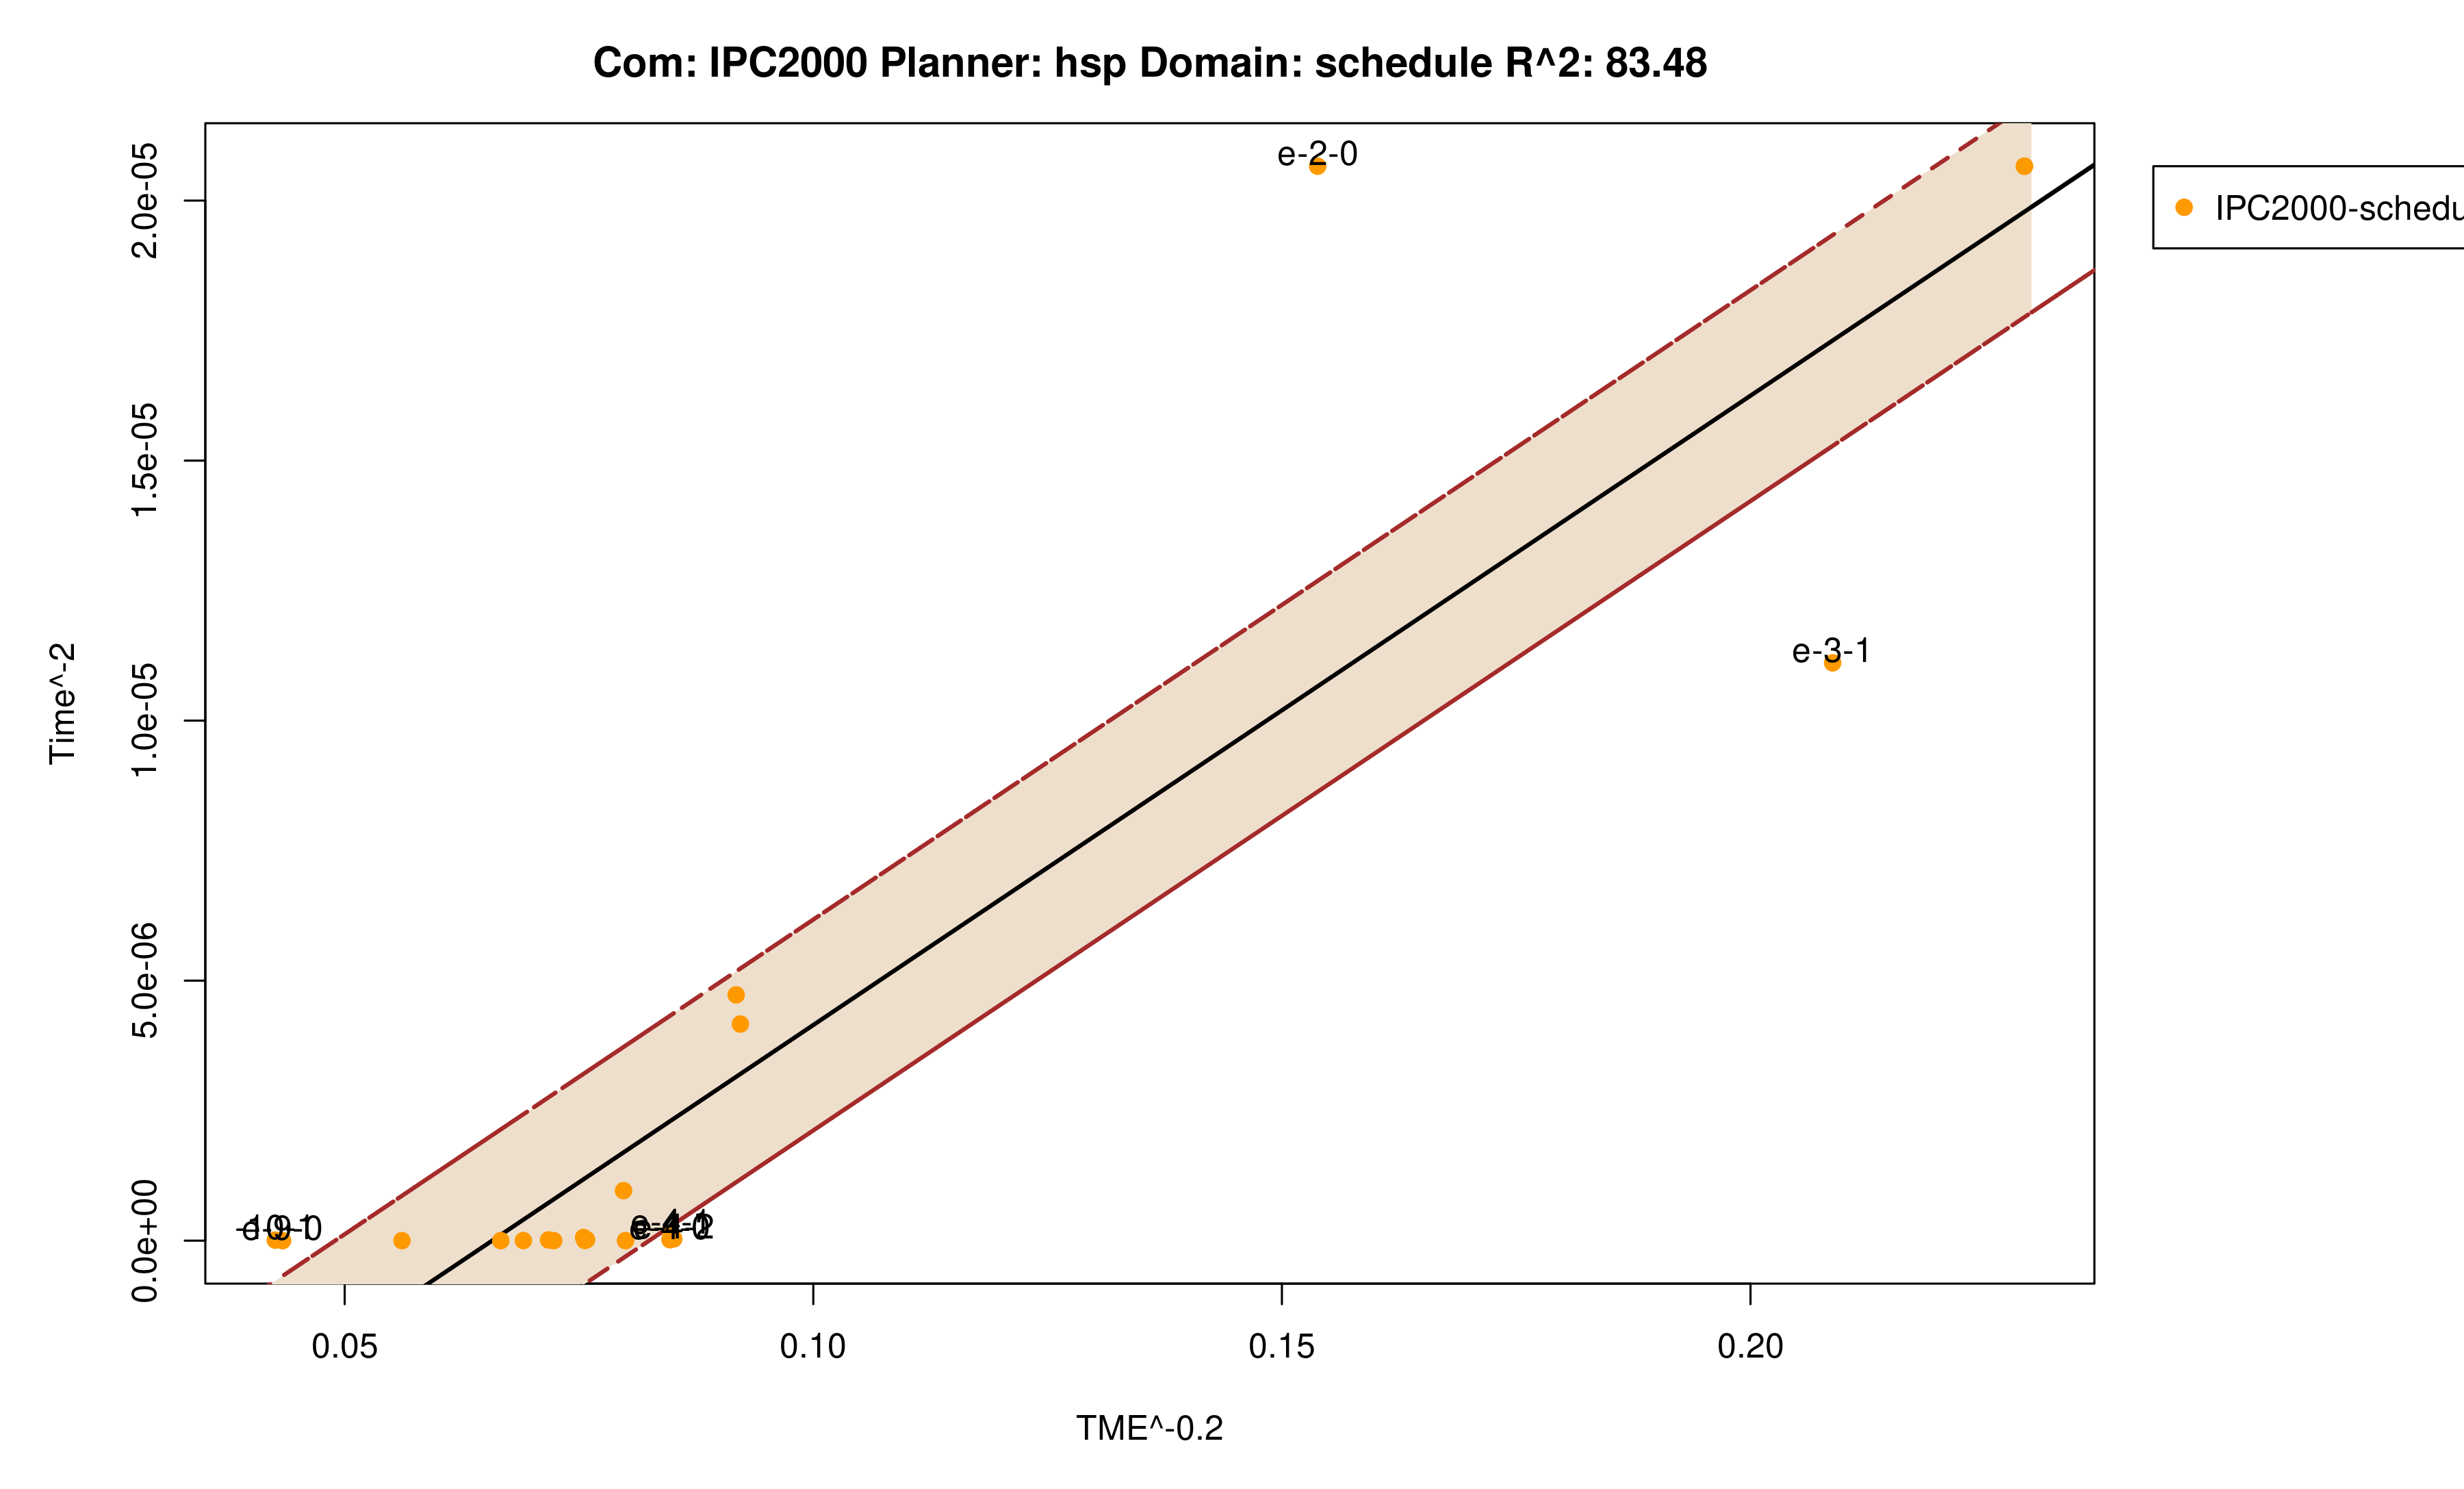 Com: IPC2000 Planner: hsp Domain: schedule R^2: 83.48
e-2-0
IPC2000-schedu
2.0e-05
1.5e-05
e-3-1
1.0e-05
Time^-2
5.0e-06
0.0e+00
0.05
0.10
0.15
0.20
TME^-0.2